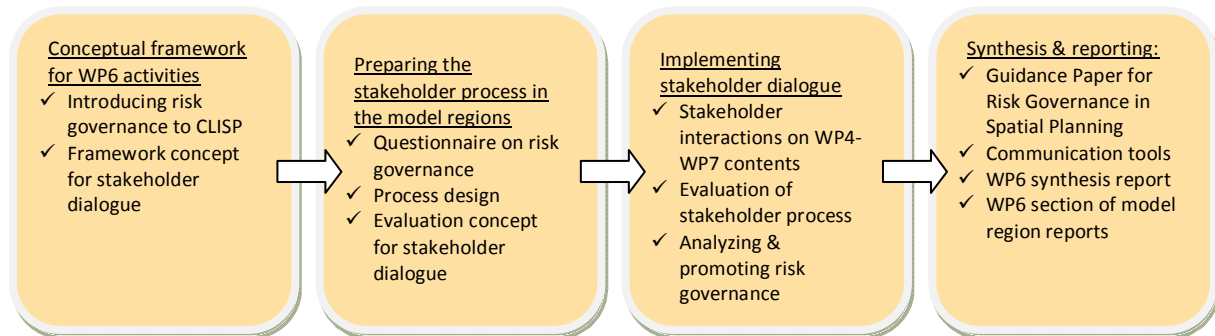 Conceptual framework
for WP6 activities
✓ Introducing risk
governance to CLISP
✓ Framework concept
for stakeholder
dialogue
Preparing the
stakeholder process in
the model regions
✓ Questionnaire on risk
governance
✓ Process design
✓ Evaluation concept
for stakeholder
dialogue
Implementing
stakeholder dialogue
✓ Stakeholder
interactions on WP4-
WP7 contents
✓ Evaluation of
stakeholder process
✓ Analyzing &
promoting risk
governance
Synthesis & reporting:
✓ Guidance Paper for
Risk Governance in
Spatial Planning
✓ Communication tools
✓ WP6 synthesis report
✓ WP6 section of model
region reports